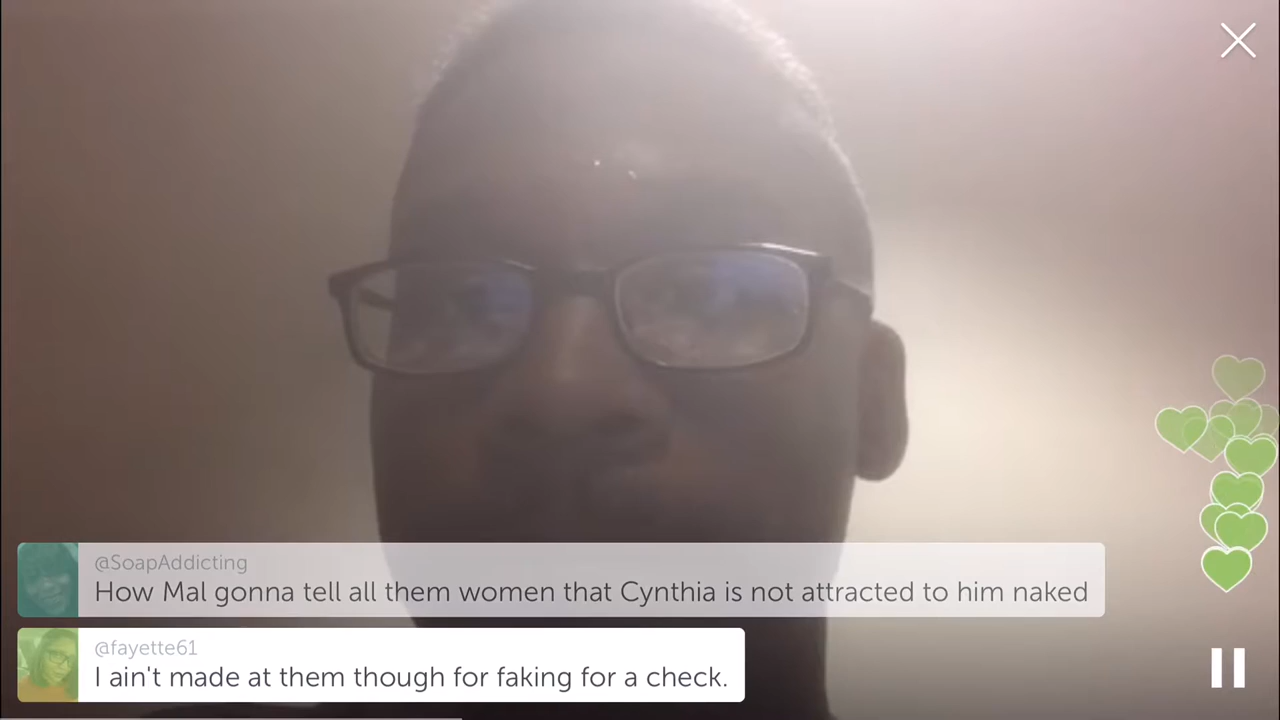 @SoapAddicting
How Mal gonna tell all them women that Cynthia is not attracted to him naked
@fayette61
I ain't made at them though for faking for a check.